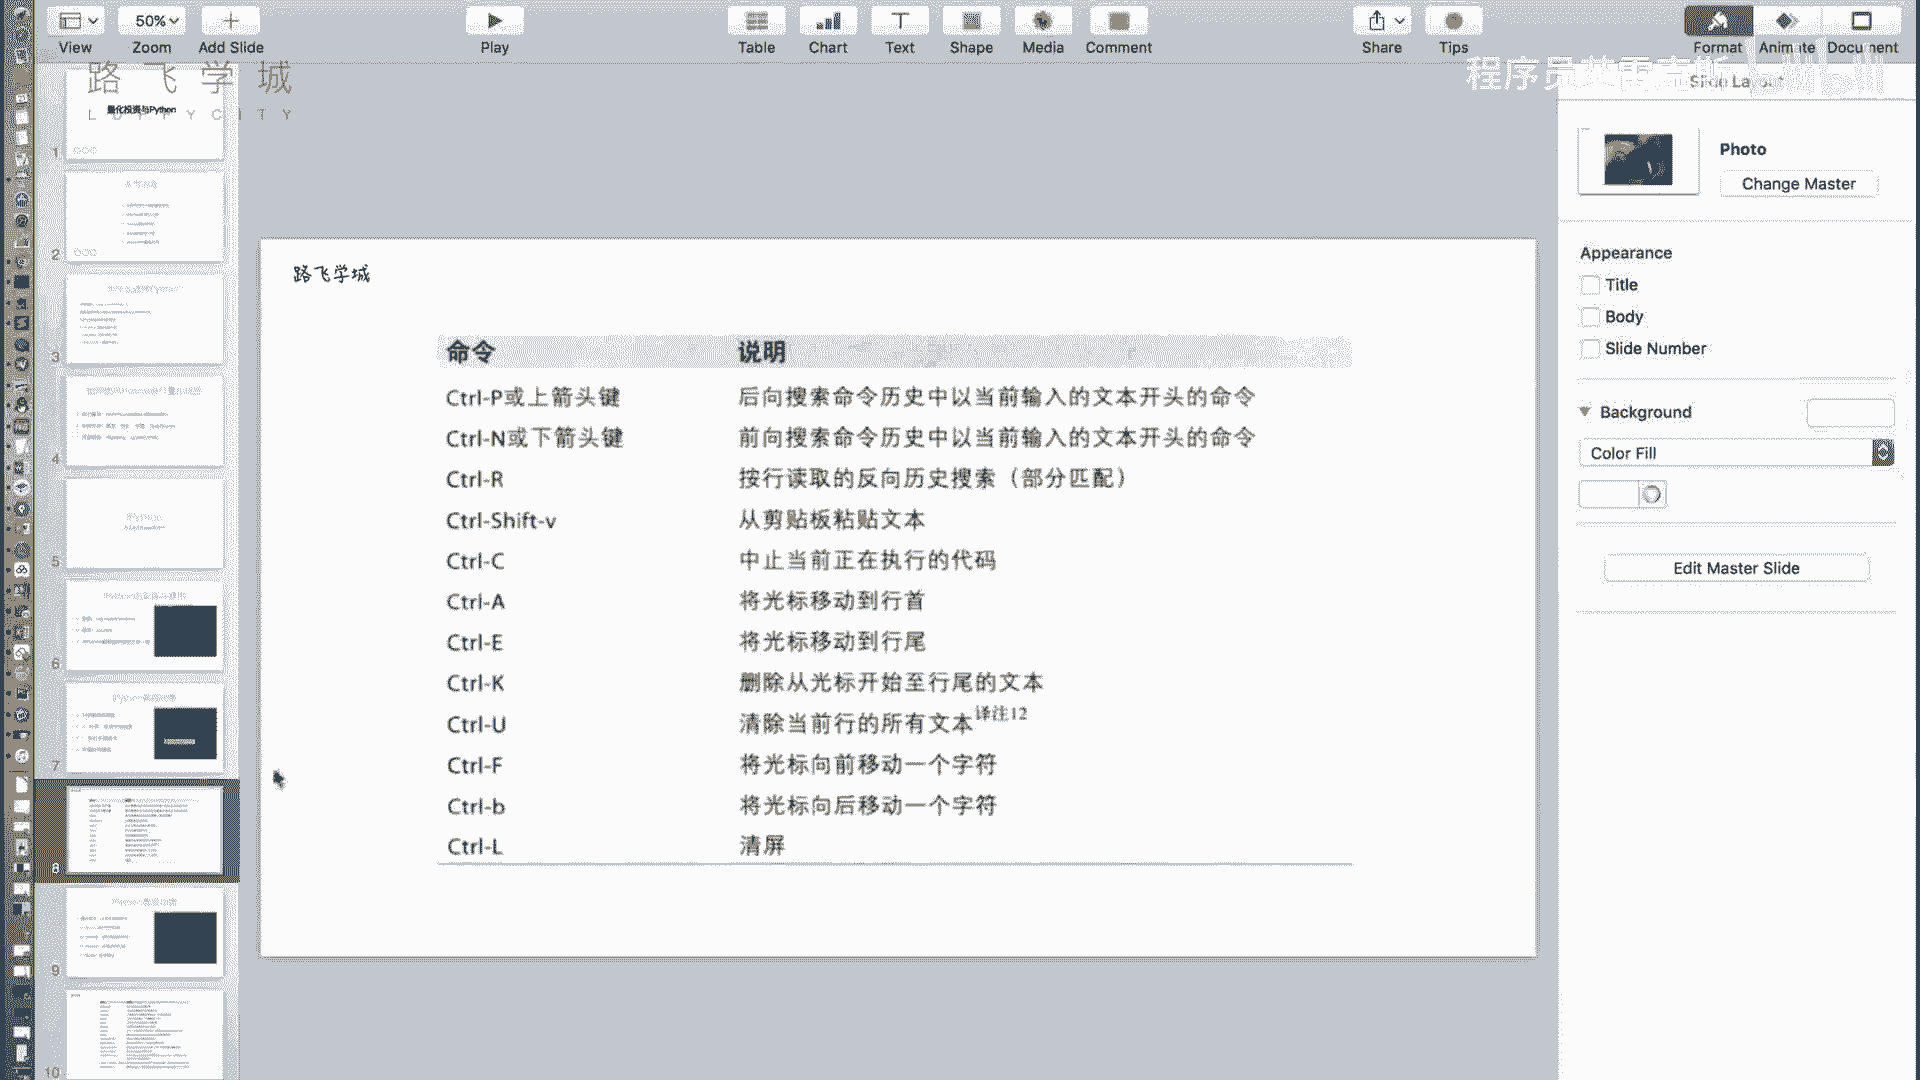 View
50%
Zoom
Add Slide
Play
Table
Chart
Text
Shape
Media
Comment
Share
Tips
Format
Animate
Document
路飞学城
LUFFYCITY
程序员艾雷克斯
bilibili
Slide Layout
量化投资与Python
1
2
3
4
5
6
7
8
9
10
路飞学城
命令 说明
Ctrl-P或上箭头键 后向搜索命令历史中以当前输入的文本开头的命令
Ctrl-N或下箭头键 前向搜索命令历史中以当前输入的文本开头的命令
Ctrl-R 按行读取的反向历史搜索（部分匹配）
Ctrl-Shift-v 从剪贴板粘贴文本
Ctrl-C 中止当前正在执行的代码
Ctrl-A 将光标移动到行首
Ctrl-E 将光标移动到行尾
Ctrl-K 删除从光标开始至行尾的文本
Ctrl-U 清除当前行的所有文本译注12
Ctrl-F 将光标向前移动一个字符
Ctrl-b 将光标向后移动一个字符
Ctrl-L 清屏
Photo
Change Master
Appearance
Title
Body
Slide Number
Background
Color Fill
Edit Master Slide